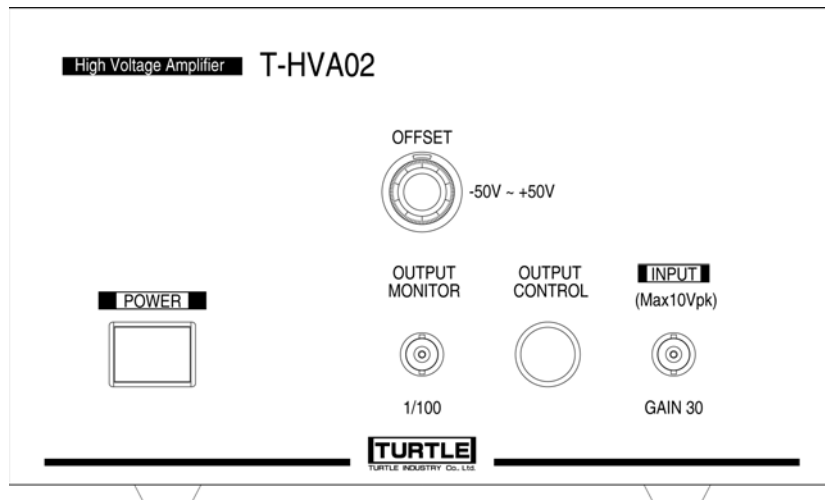 High Voltage Amplifier T-HVA02
OFFSET
-50V ~ +50V
OUTPUT
MONITOR
OUTPUT
CONTROL
INPUT
(Max10Vpk)
POWER
1/100
GAIN 30
TURTLE
TURTLE INDUSTRY Co., Ltd.